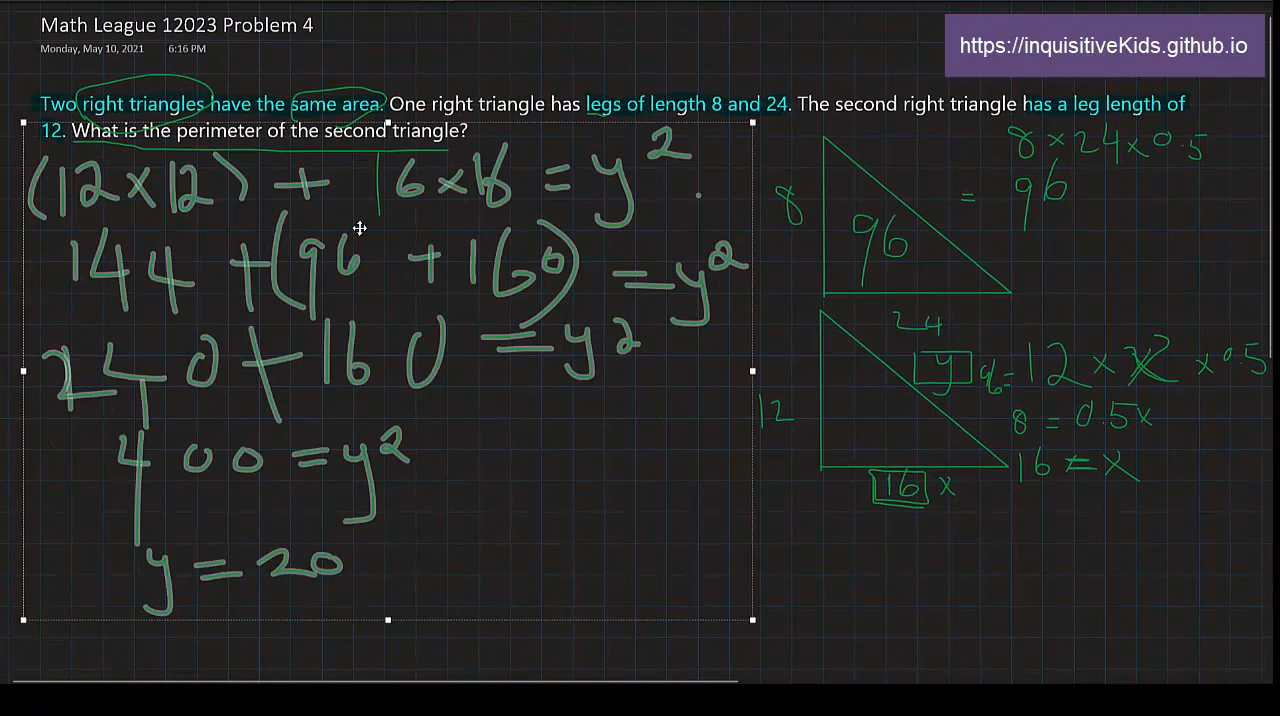 Math League 12023 Problem 4
Monday, May 10, 2021 6:16 PM
https://inquisitiveKids.github.io
Two right triangles have the same area. One right triangle has legs of length 8 and 24. The second right triangle has a leg length of
12. What is the perimeter of the second triangle?
(12×12) + 16×16 = y²
144 + (96 + 160) = y²
240 + 160 = y²
400 = y²
y = 20
8 × 24 × 0.5
= 96
8
96
24
y
96 = 12 × x × 0.5
12
8 = 0.5x
16 = x
16 x